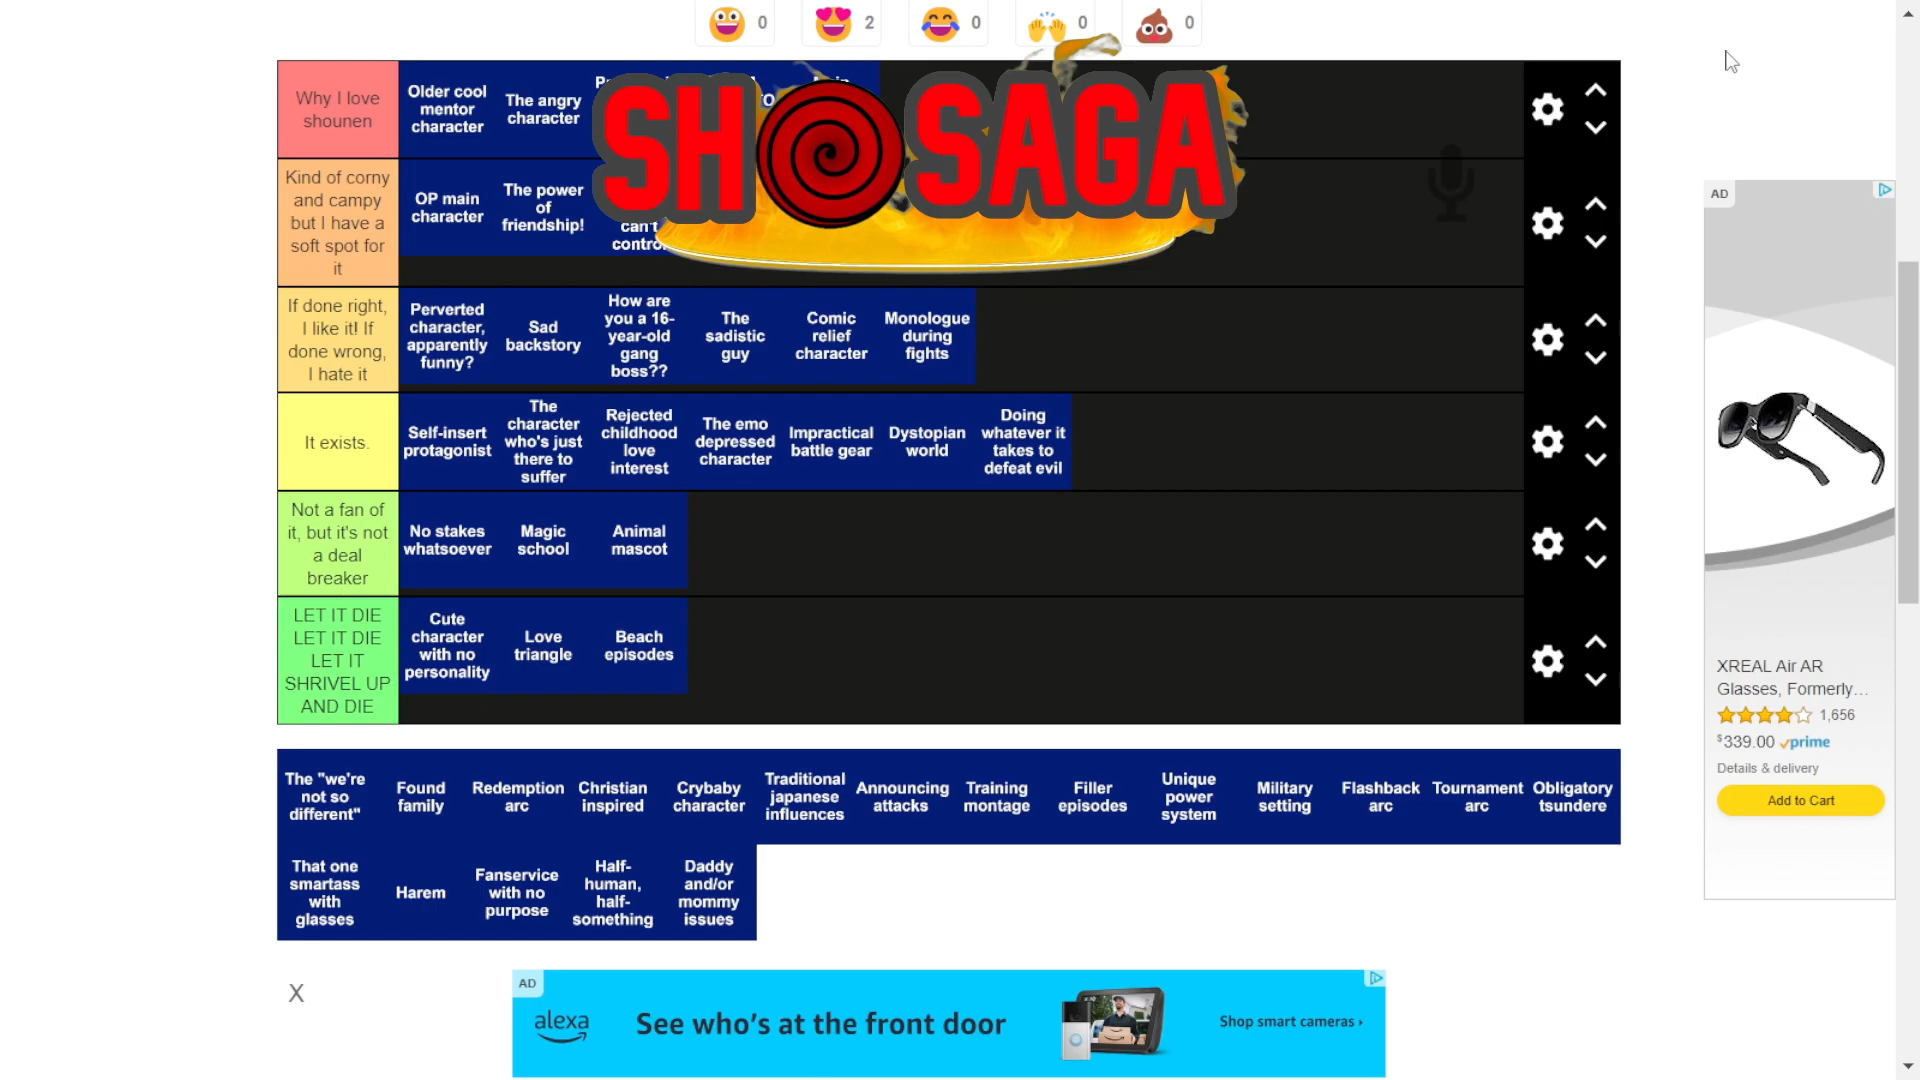 0
2
0
0
0
Why I love
shounen
Older cool
mentor
character
The angry
character
SHOSAGA
Kind of corny
and campy
but I have a
soft spot for
it
OP main
character
The power
of
friendship!
can't
If done right,
I like it! If
done wrong,
I hate it
Perverted
character,
apparently
funny?
Sad
backstory
How are
you a 16-
year-old
gang
boss??
The
sadistic
guy
Comic
relief
character
Monologue
during
fights
It exists.
Self-insert
protagonist
The
character
who's just
there to
suffer
Rejected
childhood
love
interest
The emo
depressed
character
Impractical
battle gear
Dystopian
world
Doing
whatever it
takes to
defeat evil
Not a fan of
it, but it's not
a deal
breaker
No stakes
whatsoever
Magic
school
Animal
mascot
LET IT DIE
LET IT DIE
LET IT
SHRIVEL UP
AND DIE
Cute
character
with no
personality
Love
triangle
Beach
episodes
The "we're
not so
different"
Found
family
Redemption
arc
Christian
inspired
Crybaby
character
Traditional
japanese
influences
Announcing
attacks
Training
montage
Filler
episodes
Unique
power
system
Military
setting
Flashback
arc
Tournament
arc
Obligatory
tsundere
That one
smartass
with
glasses
Harem
Fanservice
with no
purpose
Half-
human,
half-
something
Daddy
and/or
mommy
issues
X
AD
alexa
See who's at the front door
Shop smart cameras ›
AD
XREAL Air AR
Glasses, Formerly...
1,656
$339.00 prime
Details & delivery
Add to Cart